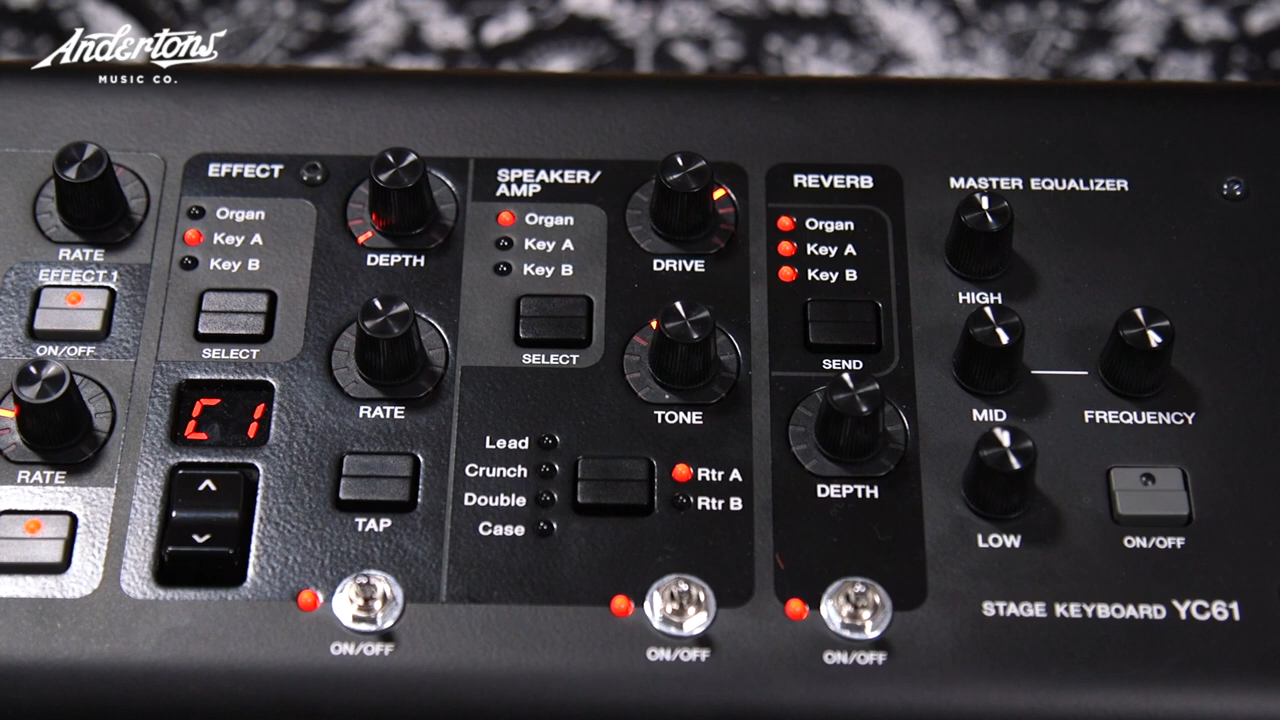 Andertons
MUSIC CO.
RATE
EFFECT 1
ON/OFF
RATE
EFFECT
Organ
Key A
Key B
SELECT
C1
DEPTH
RATE
TAP
ON/OFF
SPEAKER/
AMP
Organ
Key A
Key B
SELECT
DRIVE
TONE
Lead
Crunch
Double
Case
Rtr A
Rtr B
ON/OFF
REVERB
Organ
Key A
Key B
SEND
DEPTH
ON/OFF
MASTER EQUALIZER
HIGH
MID
FREQUENCY
LOW
ON/OFF
STAGE KEYBOARD YC61